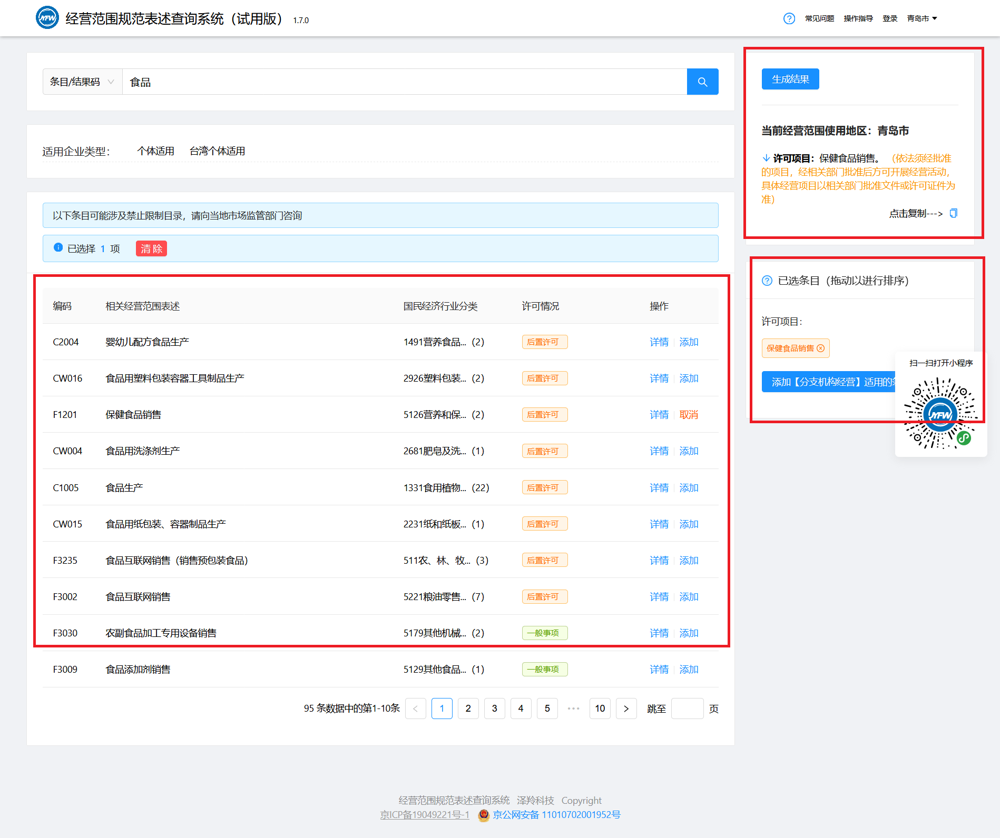 经营范围规范表述查询系统（试用版） 1.7.0
常见问题 操作指导 登录 青岛市
条目/结果码 食品
适用企业类型： 个体适用 台湾个体适用
以下条目可能涉及禁止限制目录，请向当地市场监管部门咨询
已选择 1 项 清 除
编码 相关经营范围表述 国民经济行业分类 许可情况 操作
C2004 婴幼儿配方食品生产 1491营养食品... (2) 后置许可 详情 添加
CW016 食品用塑料包装容器工具制品生产 2926塑料包装... (2) 后置许可 详情 添加
F1201 保健食品销售 5126营养和保... (2) 后置许可 详情 取消
CW004 食品用洗涤剂生产 2681肥皂及洗... (1) 后置许可 详情 添加
C1005 食品生产 1331食用植物... (22) 后置许可 详情 添加
CW015 食品用纸包装、容器制品生产 2231纸和纸板... (1) 后置许可 详情 添加
F3235 食品互联网销售（销售预包装食品） 511农、林、牧... (3) 后置许可 详情 添加
F3002 食品互联网销售 5221粮油零售... (7) 后置许可 详情 添加
F3030 农副食品加工专用设备销售 5179其他机械... (2) 一般事项 详情 添加
F3009 食品添加剂销售 5129其他食品... (1) 一般事项 详情 添加
95 条数据中的第1-10条 < 1 2 3 4 5 ••• 10 > 跳至 页
生成结果
当前经营范围使用地区：青岛市
许可项目：保健食品销售。（依法须经批准
的项目，经相关部门批准后方可开展经营活动，
具体经营项目以相关部门批准文件或许可证件为
准）
点击复制--->
已选条目（拖动以进行排序）
许可项目：
保健食品销售
添加【分支机构经营】适用的
扫一扫打开小程序
经营范围规范表述查询系统 泽羚科技 Copyright
京ICP备19049221号-1 京公网安备 11010702001952号